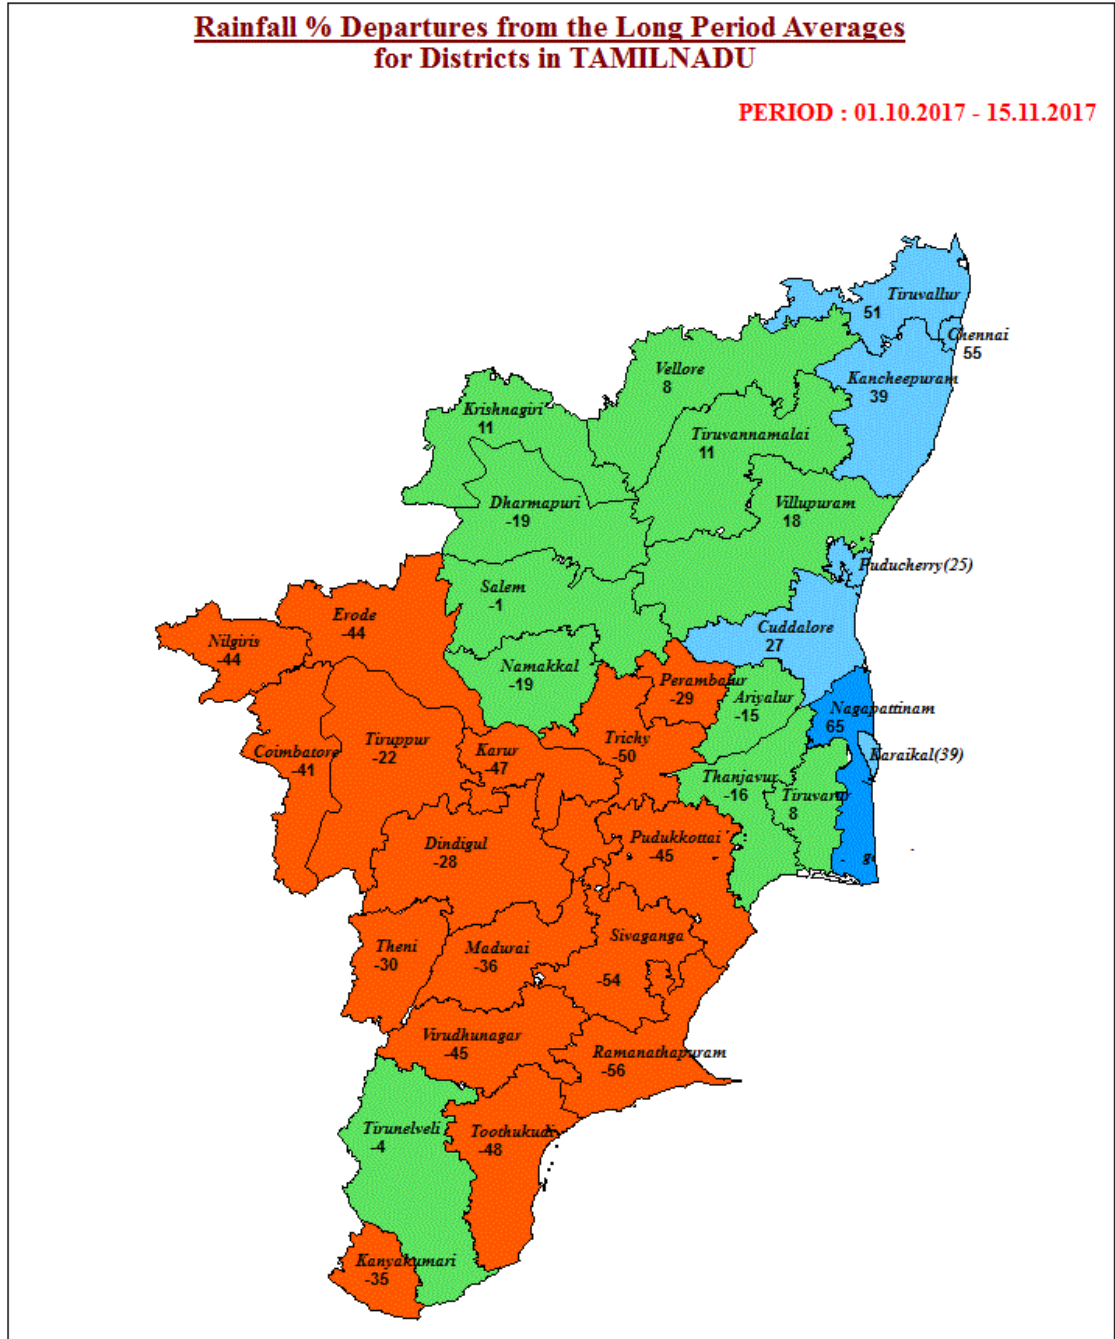 Rainfall % Departures from the Long Period Averages
for Districts in TAMILNADU
PERIOD : 01.10.2017 - 15.11.2017
Tiruvallur
51
Chennai
55
Kancheepuram
39
Vellore
8
Krishnagiri
11
Tiruvannamalai
11
Dharmapuri
-19
Villupuram
18
Puducherry(25)
Salem
-1
Erode
-44
Cuddalore
27
Nilgiris
-44
Namakkal
-19
Perambalur
-29
Ariyalur
-15
Nagapattinam
65
Tiruppur
-22
Karur
-47
Trichy
-50
Coimbatore
-41
Karaikal(39)
Thanjavur
-16
Tiruvarur
8
Dindigul
-28
Pudukkottai
-45
Theni
-30
Madurai
-36
Sivaganga
-54
Virudhunagar
-45
Ramanathapuram
-56
Tirunelveli
-4
Toothukudi
-48
Kanyakumari
-35